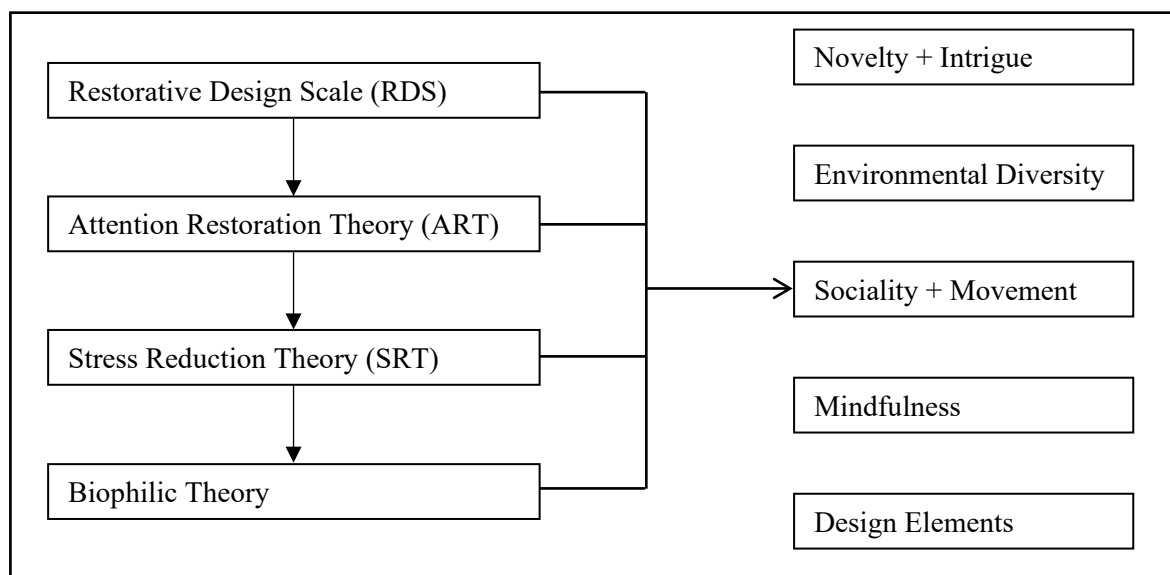 Restorative Design Scale (RDS)
Attention Restoration Theory (ART)
Stress Reduction Theory (SRT)
Biophilic Theory
Novelty + Intrigue
Environmental Diversity
Sociality + Movement
Mindfulness
Design Elements